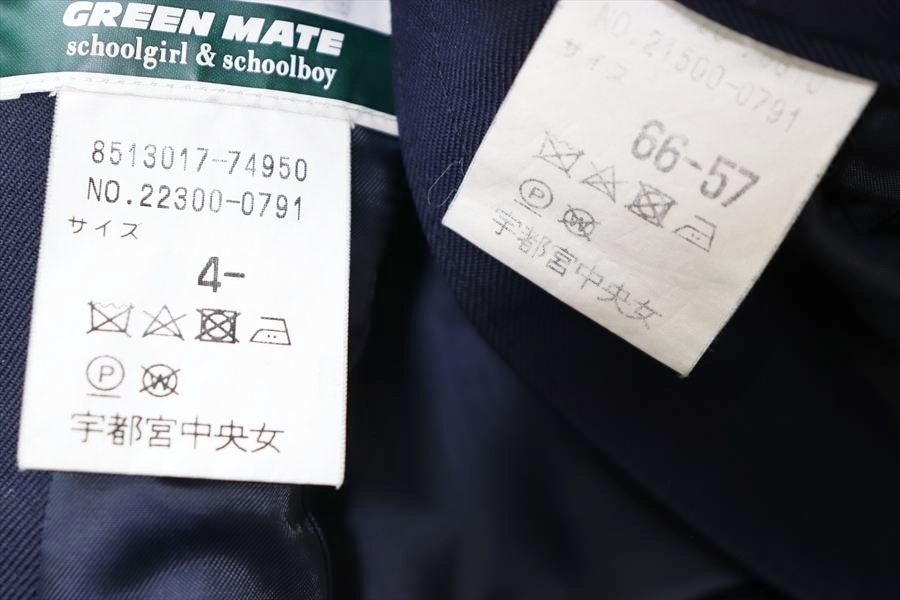 GREEN MATE
schoolgirl & schoolboy
8513017-74950
NO.22300-0791
サイズ
4-
P
W
宇都宮中央女
NO.21500-0791
サイズ
66-57
P
W
宇都宮中央女